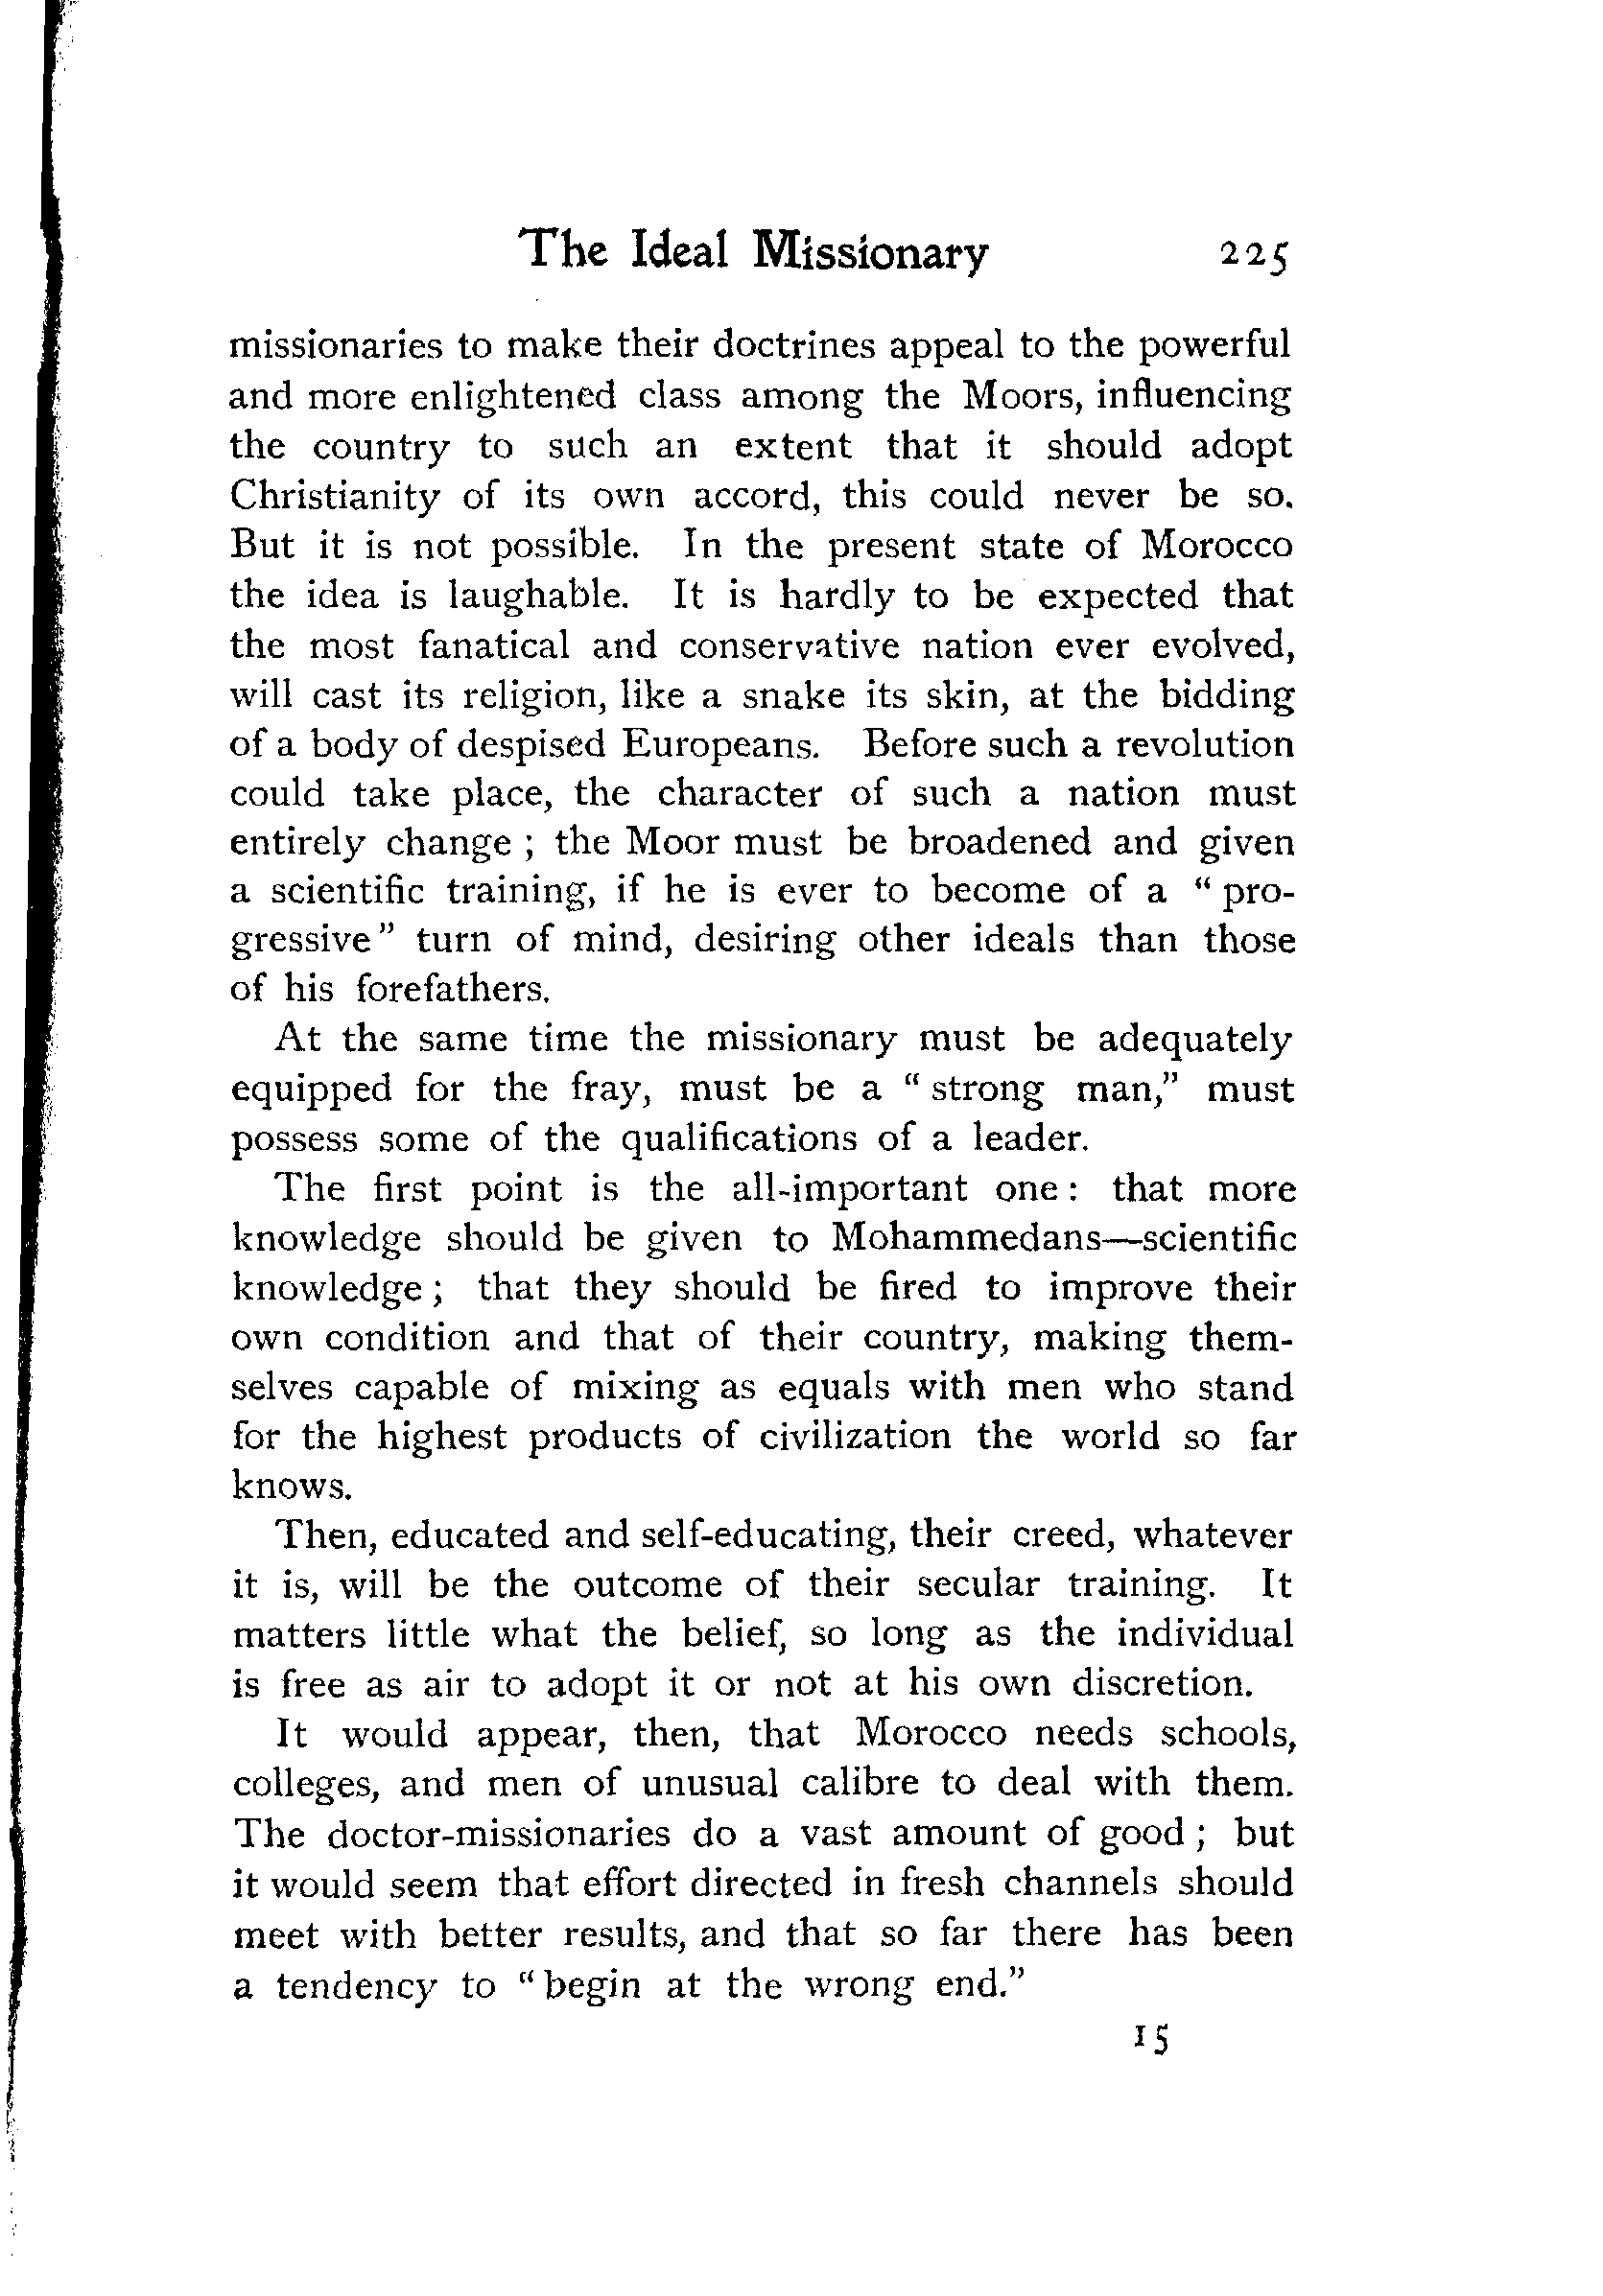 The Ideal Missionary 225
missionaries to make their doctrines appeal to the powerful
and more enlightened class among the Moors, influencing
the country to such an extent that it should adopt
Christianity of its own accord, this could never be so.
But it is not possible. In the present state of Morocco
the idea is laughable. It is hardly to be expected that
the most fanatical and conservative nation ever evolved,
will cast its religion, like a snake its skin, at the bidding
of a body of despised Europeans. Before such a revolution
could take place, the character of such a nation must
entirely change ; the Moor must be broadened and given
a scientific training, if he is ever to become of a " pro-
gressive" turn of mind, desiring other ideals than those
of his forefathers.
At the same time the missionary must be adequately
equipped for the fray, must be a " strong man," must
possess some of the qualifications of a leader.
The first point is the all-important one : that more
knowledge should be given to Mohammedans—scientific
knowledge ; that they should be fired to improve their
own condition and that of their country, making them-
selves capable of mixing as equals with men who stand
for the highest products of civilization the world so far
knows.
Then, educated and self-educating, their creed, whatever
it is, will be the outcome of their secular training. It
matters little what the belief, so long as the individual
is free as air to adopt it or not at his own discretion.
It would appear, then, that Morocco needs schools,
colleges, and men of unusual calibre to deal with them.
The doctor-missionaries do a vast amount of good ; but
it would seem that effort directed in fresh channels should
meet with better results, and that so far there has been
a tendency to "begin at the wrong end."
15